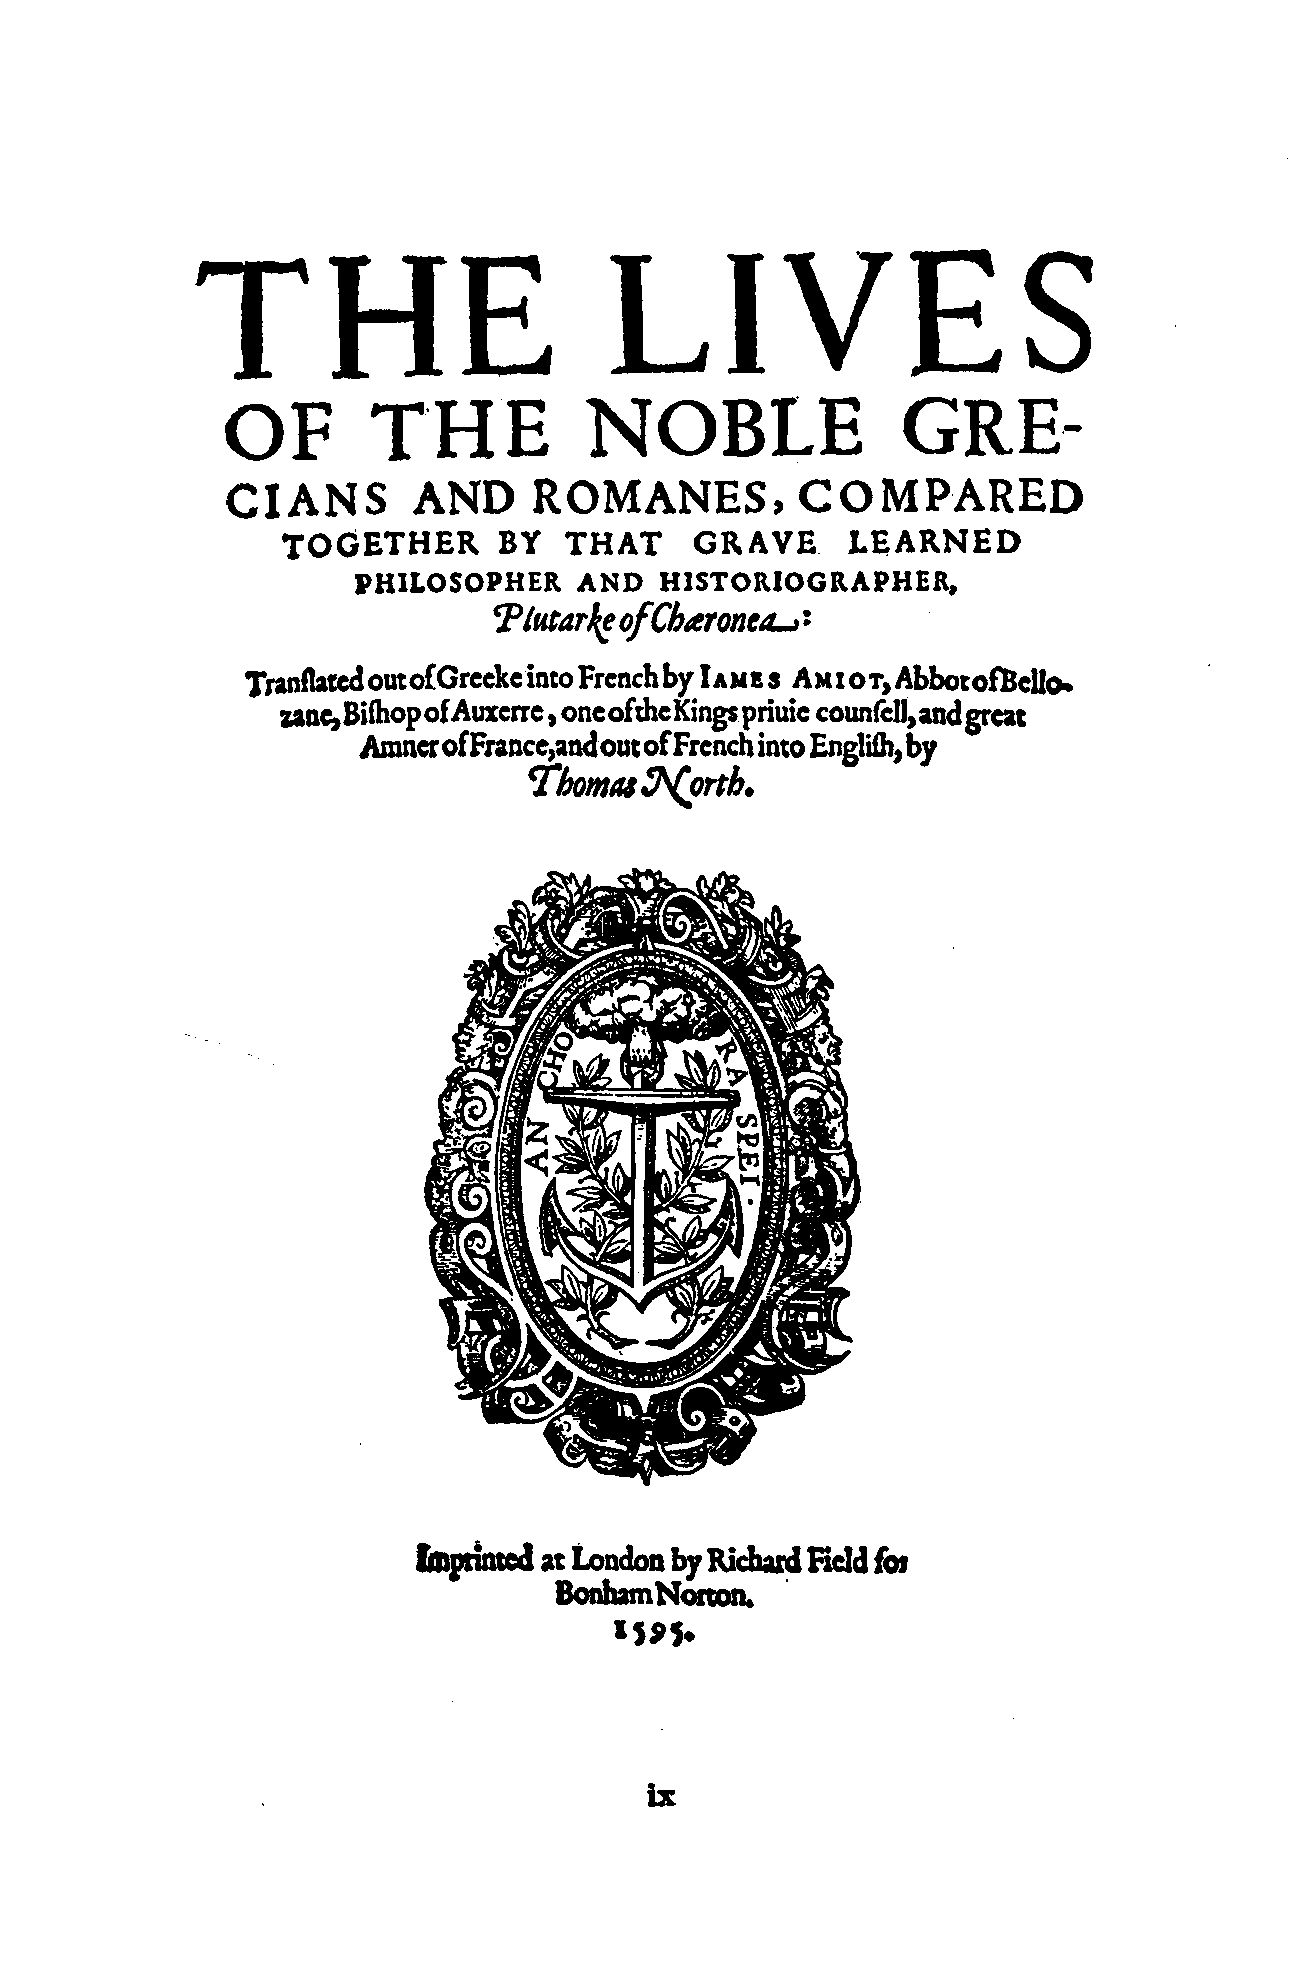 THE LIVES
OF THE NOBLE GRE-
CIANS AND ROMANES, COMPARED
TOGETHER BY THAT GRAVE LEARNED
PHILOSOPHER AND HISTORIOGRAPHER,
Plutarke of Chæronea:
Tranſlated out of Greeke into French by IAMES AMIOT, Abbot of Bello-
zane, Biſhop of Auxerre, one of the Kings priuie counſell, and great
Amner of France, and out of French into Engliſh, by
Thomas North.
ANCHORA SPEI.
Imprinted at London by Richard Field for
Bonham Norton.
1595.
ix